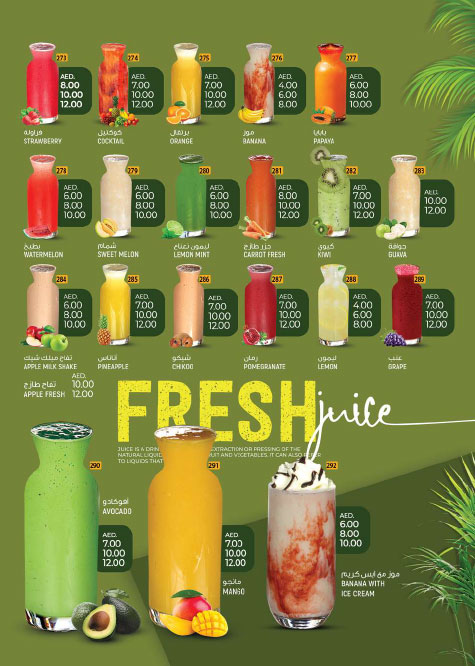 273
AED.
8.00
10.00
12.00
فراولة
STRAWBERRY
274
AED.
7.00
10.00
12.00
كوكتيل
COCKTAIL
275
AED.
7.00
10.00
12.00
برتقال
ORANGE
276
AED.
4.00
6.00
8.00
موز
BANANA
277
AED.
6.00
8.00
10.00
بابايا
PAPAYA
278
AED.
6.00
8.00
10.00
بطيخ
WATERMELON
279
AED.
6.00
8.00
10.00
شمام
SWEET MELON
280
AED.
6.00
8.00
10.00
ليمون نعناع
LEMON MINT
281
AED.
6.00
8.00
10.00
جزر طازج
CARROT FRESH
282
AED.
7.00
10.00
12.00
كيوي
KIWI
283
AED.
10.00
12.00
جوافة
GUAVA
284
AED.
6.00
8.00
10.00
تفاح ميلك شيك
APPLE MILK SHAKE
تفاح طازج
APPLE FRESH
AED.
10.00
12.00
285
AED.
7.00
10.00
12.00
أناناس
PINEAPPLE
286
AED.
7.00
10.00
12.00
شيكو
CHIKOO
287
AED.
7.00
10.00
12.00
رمان
POMEGRANATE
288
AED.
4.00
6.00
8.00
ليمون
LEMON
289
AED.
7.00
10.00
12.00
عنب
GRAPE
FRESH juice
JUICE IS A DRINK EXTRACTION OR PRESSING OF THE
NATURAL LIQUID FRUIT AND VEGETABLES. IT CAN ALSO REFER
TO LIQUIDS THAT
290
أفوكادو
AVOCADO
AED.
7.00
10.00
12.00
291
AED.
7.00
10.00
12.00
مانجو
MANGO
292
AED.
6.00
8.00
10.00
موز مع ايس كريم
BANANA WITH
ICE CREAM